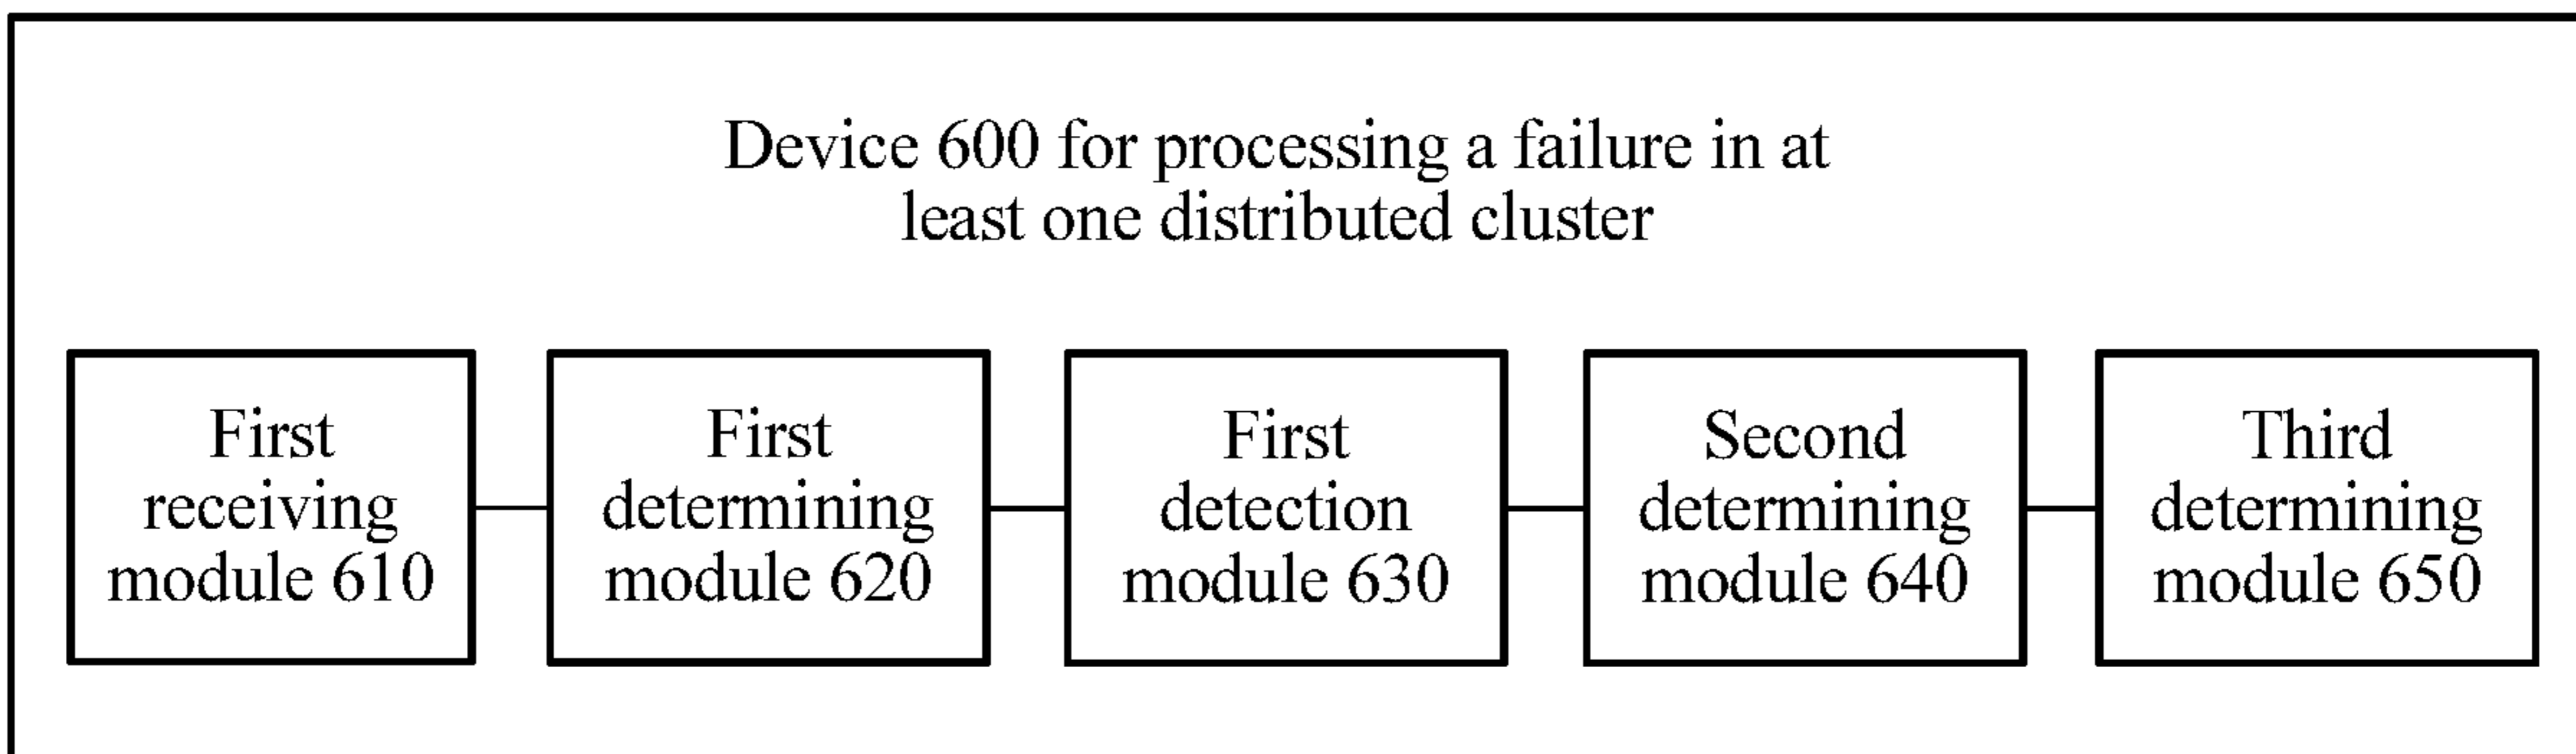 Device 600 for processing a failure in at
least one distributed cluster
First
receiving
module 610
First
determining
module 620
First
detection
module 630
Second
determining
module 640
Third
determining
module 650